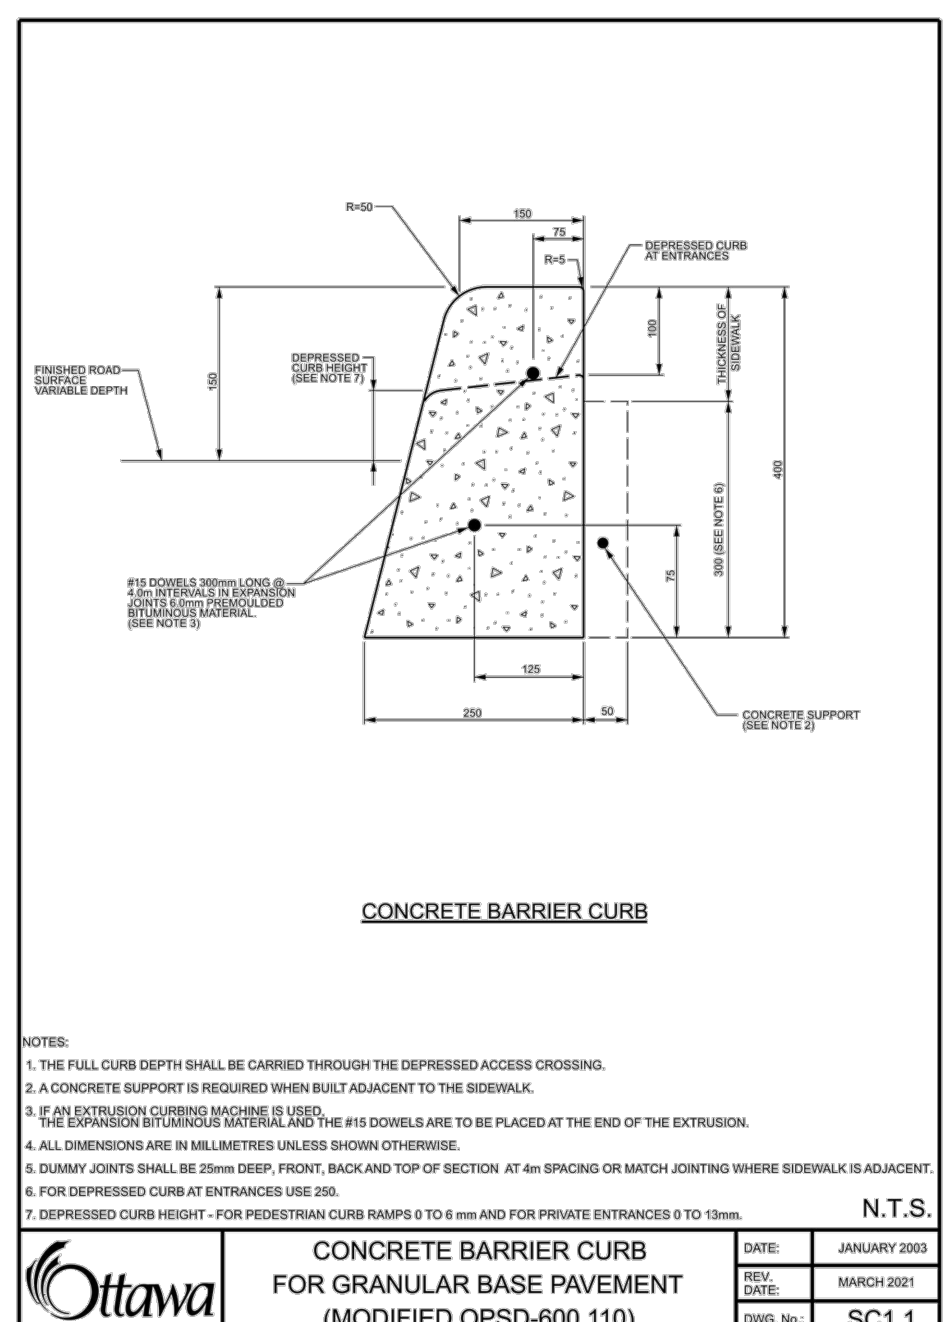 R=50
150
75
R=5
DEPRESSED CURB
AT ENTRANCES
100
THICKNESS OF
SIDEWALK
DEPRESSED
CURB HEIGHT
(SEE NOTE 7)
150
FINISHED ROAD
SURFACE
VARIABLE DEPTH
400
300 (SEE NOTE 6)
75
#15 DOWELS 300mm LONG @
4.0m INTERVALS IN EXPANSION
JOINTS 6.0mm PREMOULDED
BITUMINOUS MATERIAL.
(SEE NOTE 3)
125
250
50
CONCRETE SUPPORT
(SEE NOTE 2)
CONCRETE BARRIER CURB
NOTES:
1. THE FULL CURB DEPTH SHALL BE CARRIED THROUGH THE DEPRESSED ACCESS CROSSING.
2. A CONCRETE SUPPORT IS REQUIRED WHEN BUILT ADJACENT TO THE SIDEWALK.
3. IF AN EXTRUSION CURBING MACHINE IS USED,
THE EXPANSION BITUMINOUS MATERIAL AND THE #15 DOWELS ARE TO BE PLACED AT THE END OF THE EXTRUSION.
4. ALL DIMENSIONS ARE IN MILLIMETRES UNLESS SHOWN OTHERWISE.
5. DUMMY JOINTS SHALL BE 25mm DEEP, FRONT, BACK AND TOP OF SECTION AT 4m SPACING OR MATCH JOINTING WHERE SIDEWALK IS ADJACENT.
6. FOR DEPRESSED CURB AT ENTRANCES USE 250.
7. DEPRESSED CURB HEIGHT - FOR PEDESTRIAN CURB RAMPS 0 TO 6 mm AND FOR PRIVATE ENTRANCES 0 TO 13mm.
N.T.S.
Ottawa
CONCRETE BARRIER CURB
FOR GRANULAR BASE PAVEMENT
(MODIFIED OPSD-600.110)
DATE:
JANUARY 2003
REV.
DATE:
MARCH 2021
DWG. No.:
SC1.1